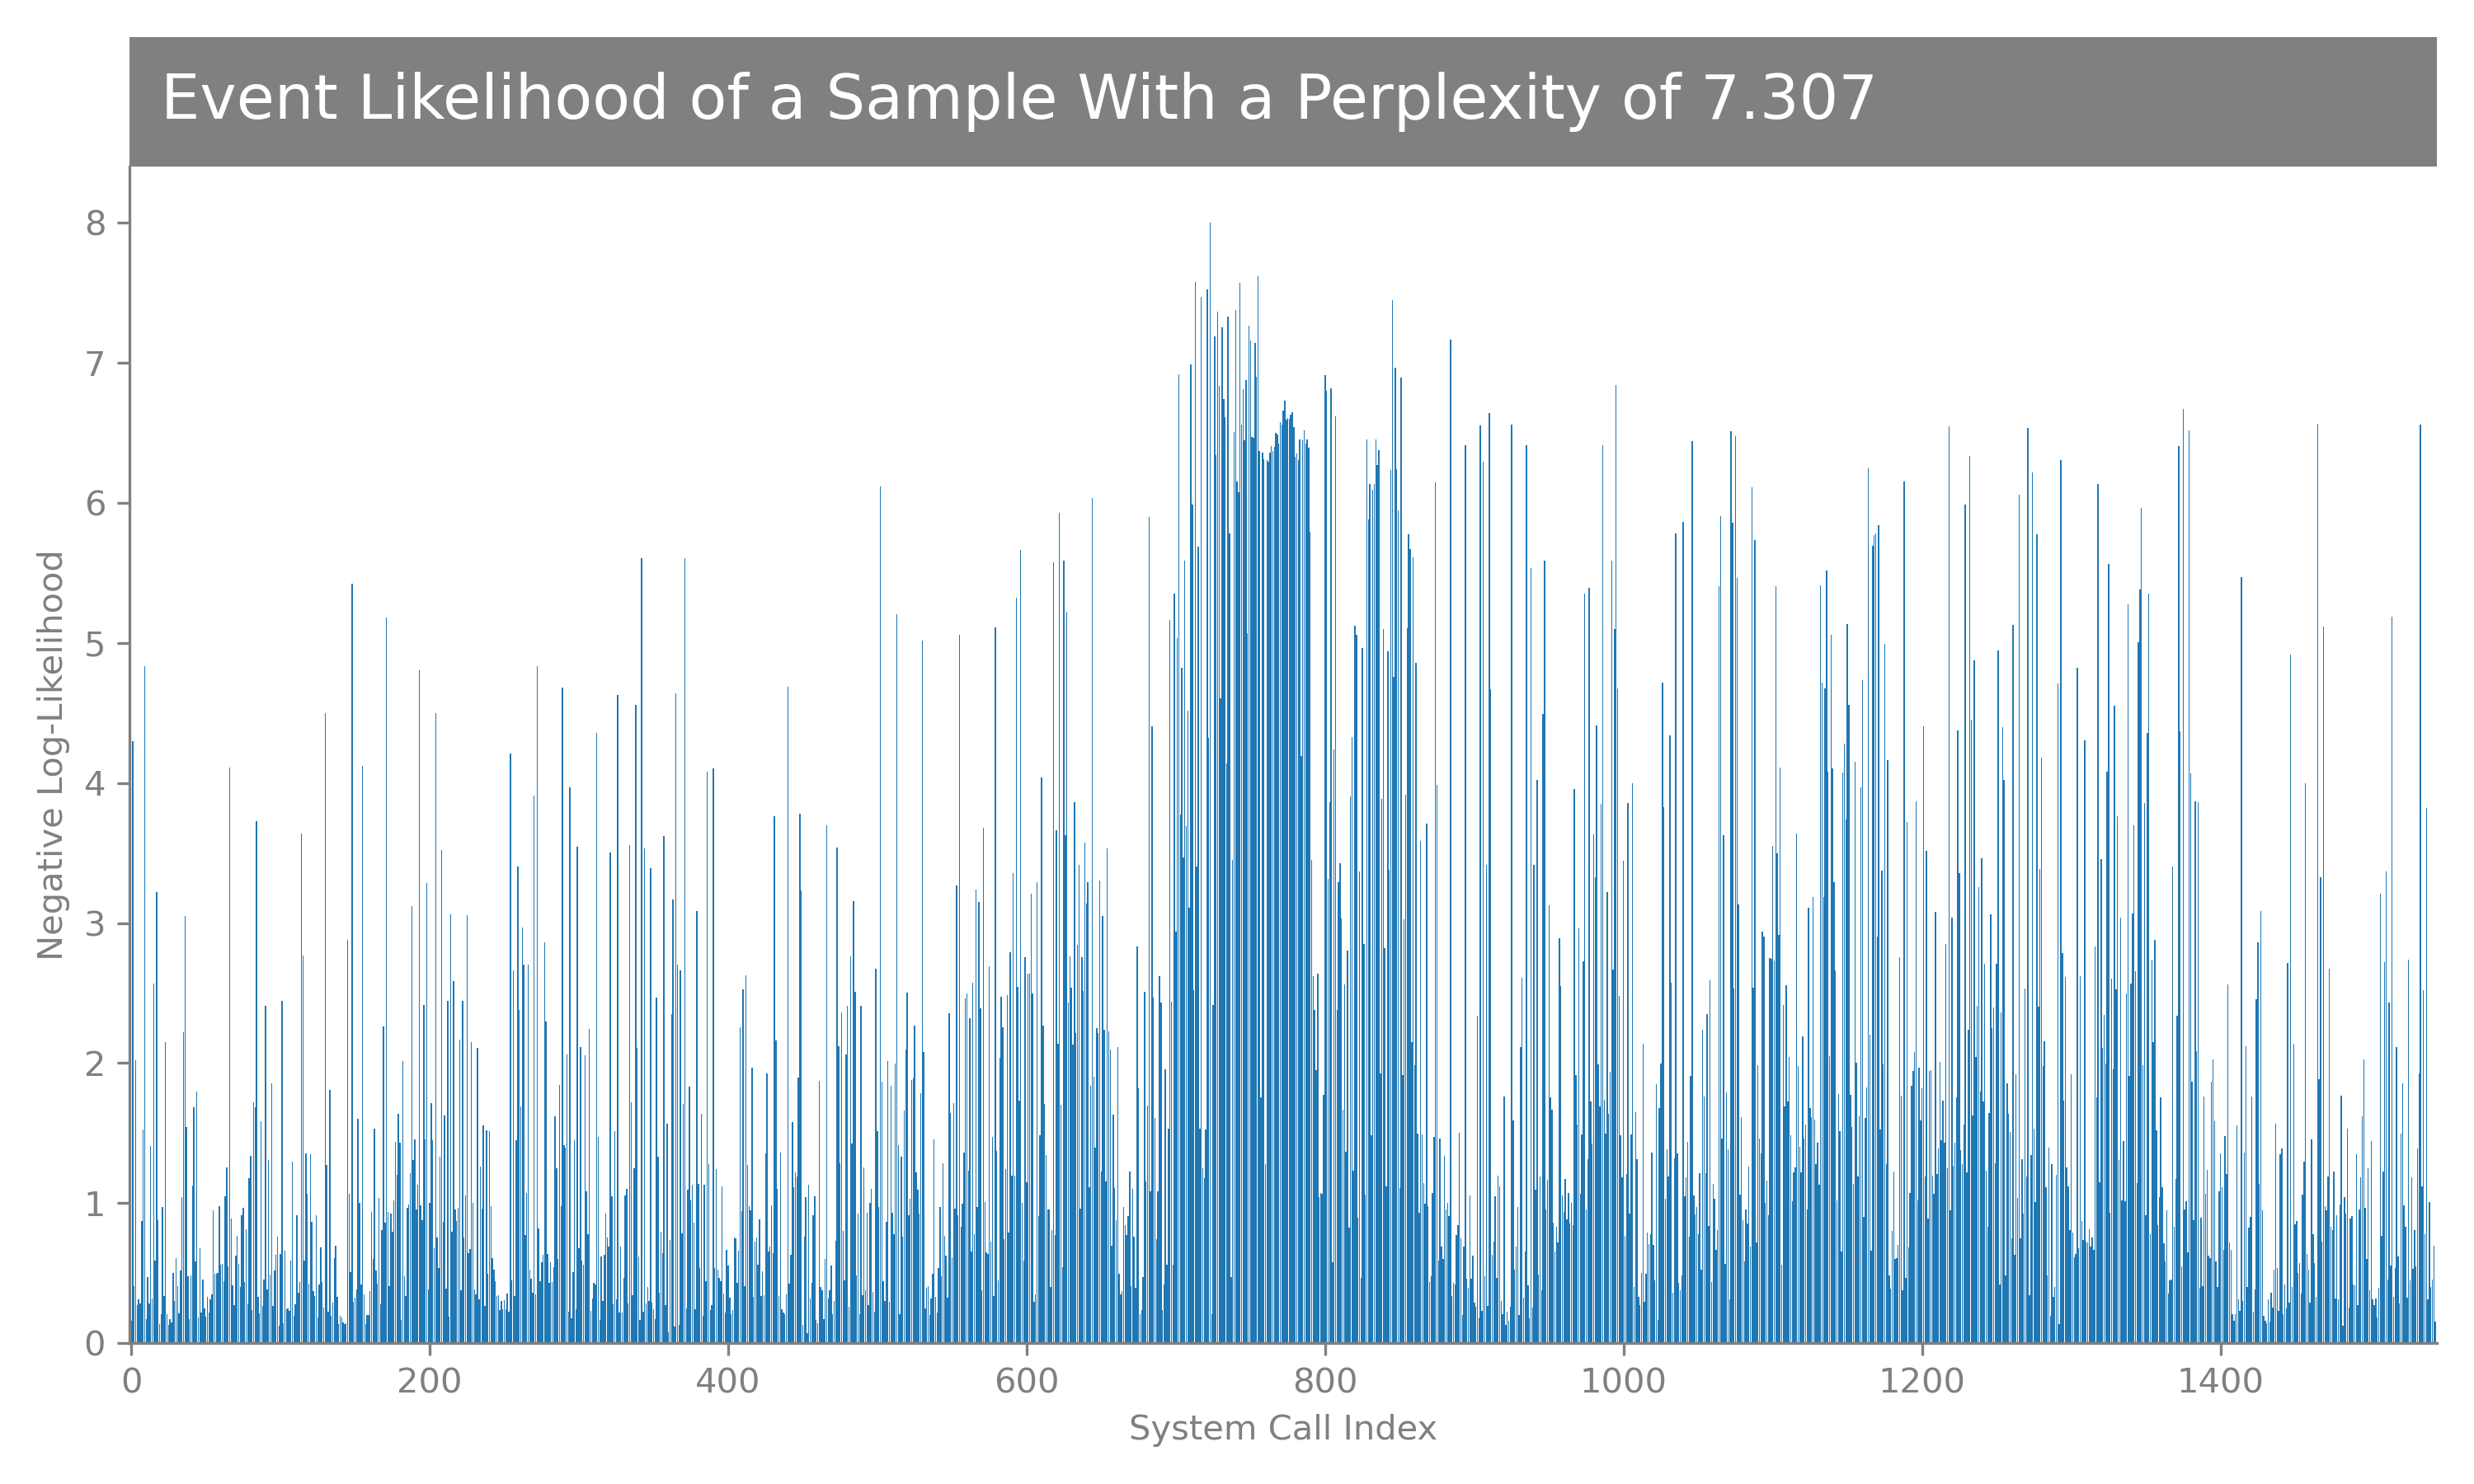 Event Likelihood of a Sample With a Perplexity of 7.307
8
7
6
5
4
3
2
1
0
Negative Log-Likelihood
0 200 400 600 800 1000 1200 1400
System Call Index